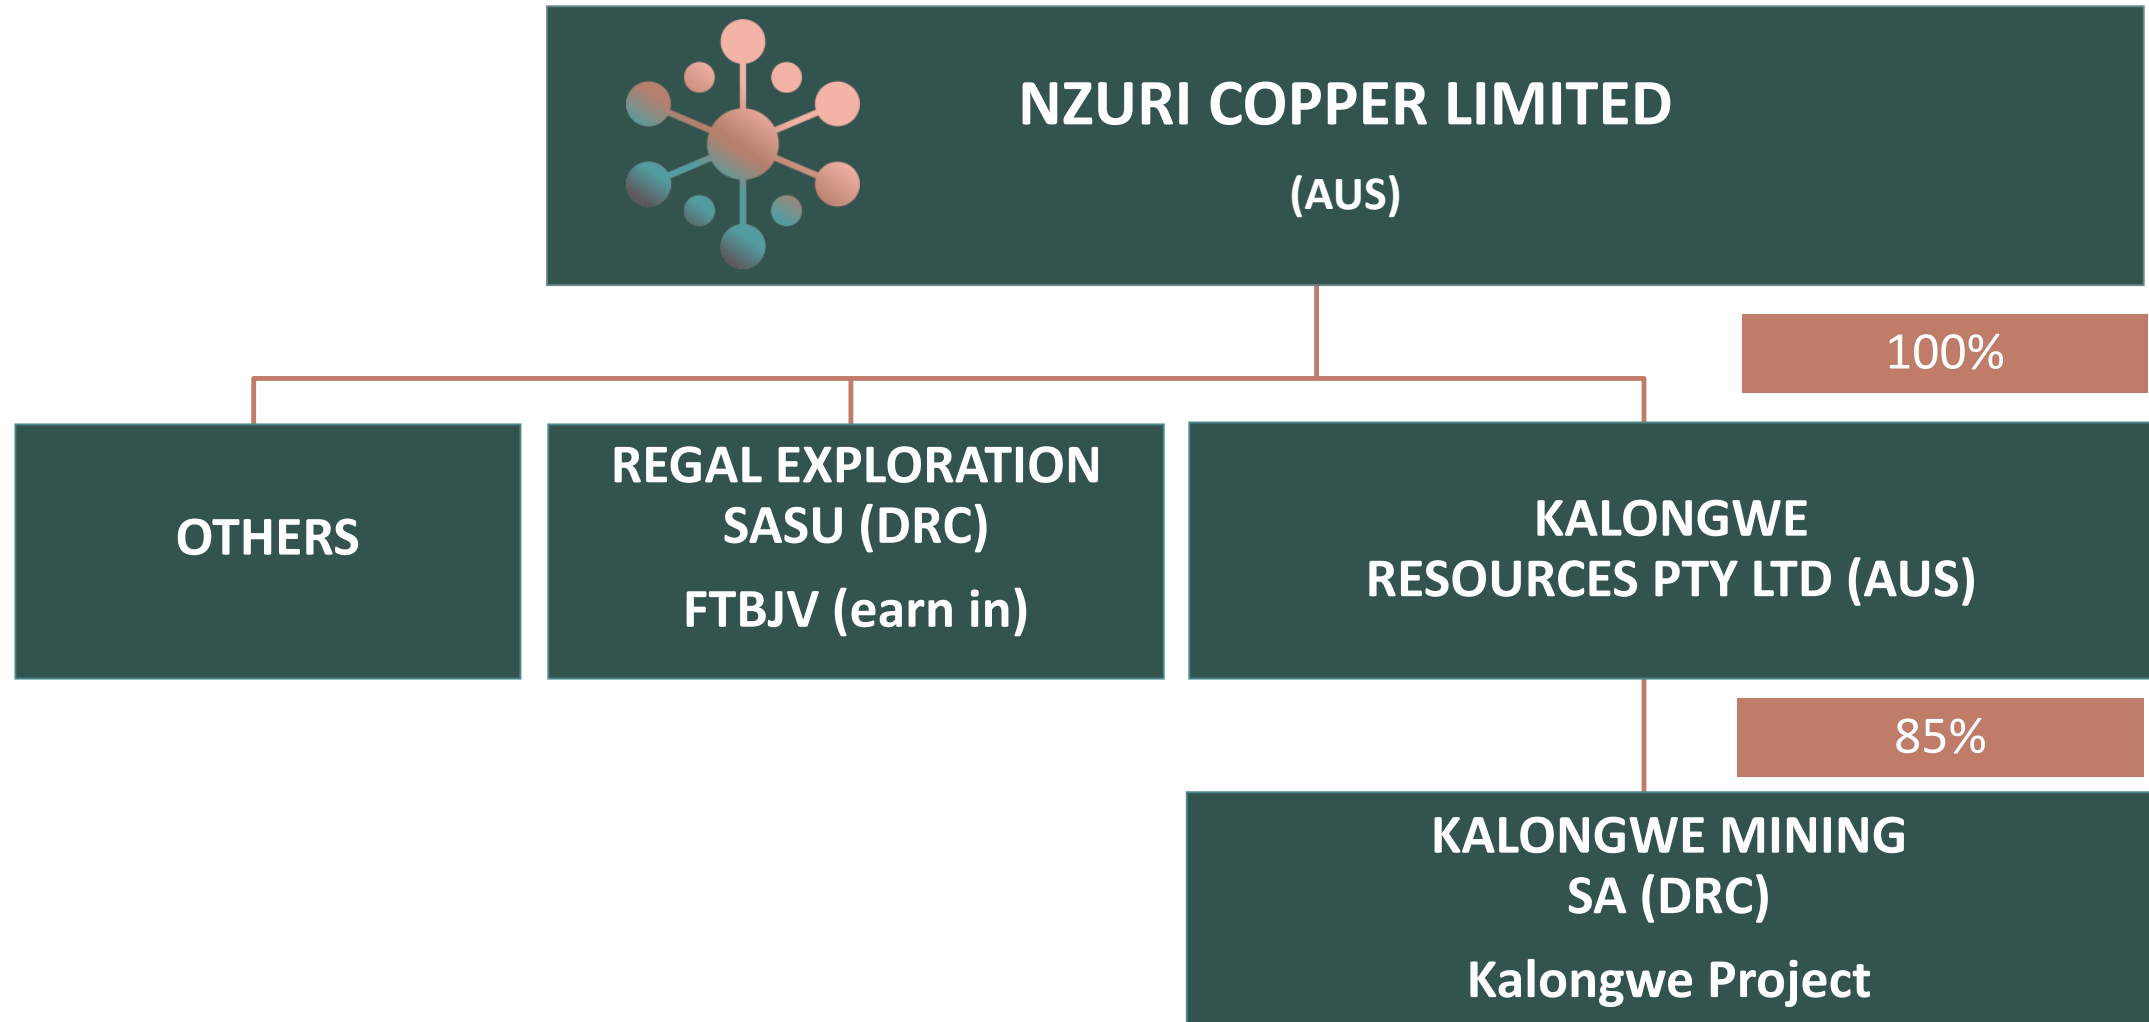 NZURI COPPER LIMITED
(AUS)
100%
OTHERS
REGAL EXPLORATION
SASU (DRC)
FTBJV (earn in)
KALONGWE
RESOURCES PTY LTD (AUS)
85%
KALONGWE MINING
SA (DRC)
Kalongwe Project